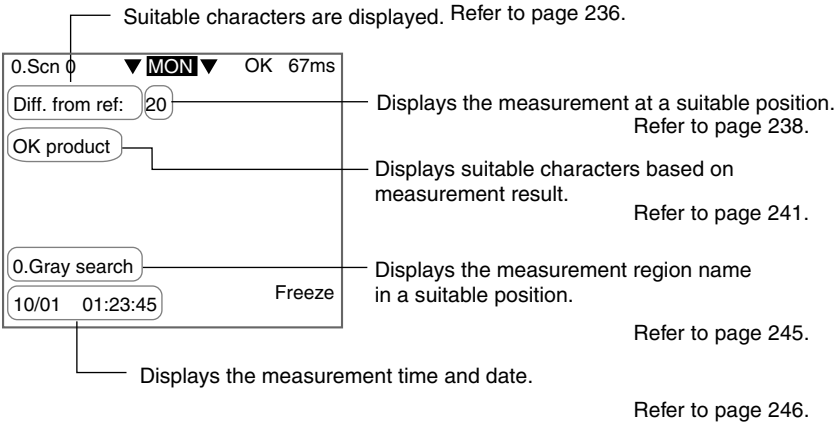 Suitable characters are displayed. Refer to page 236.
0.Scn 0 ▼ MON ▼ OK 67ms
Diff. from ref: 20
Displays the measurement at a suitable position.
Refer to page 238.
OK product
Displays suitable characters based on
measurement result.
Refer to page 241.
0.Gray search
Displays the measurement region name
in a suitable position.
10/01 01:23:45 Freeze
Refer to page 245.
Displays the measurement time and date.
Refer to page 246.